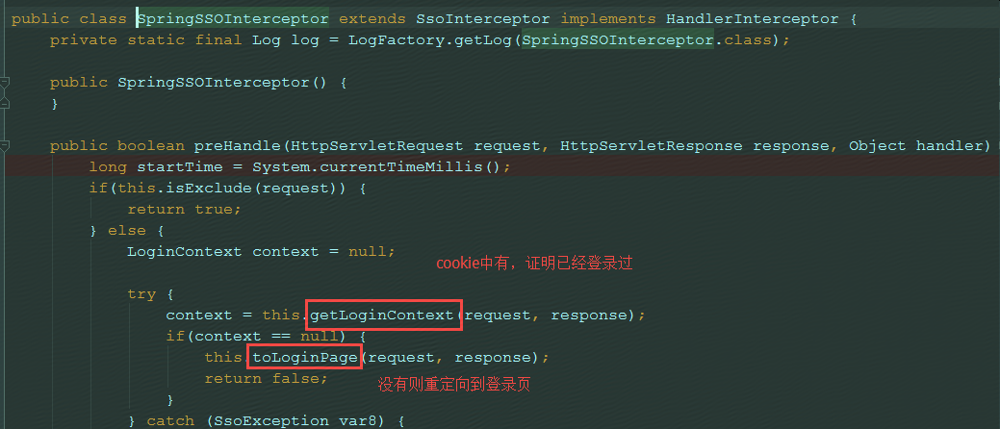 public class SpringSSOInterceptor extends SsoInterceptor implements HandlerInterceptor {
private static final Log log = LogFactory.getLog(SpringSSOInterceptor.class);
public SpringSSOInterceptor() {
}
public boolean preHandle(HttpServletRequest request, HttpServletResponse response, Object handler)
long startTime = System.currentTimeMillis();
if(this.isExclude(request)) {
return true;
} else {
LoginContext context = null;
cookie中有，证明已经登录过
try {
context = this.getLoginContext(request, response);
if(context == null) {
this.toLoginPage(request, response);
return false;
没有则重定向到登录页
}
} catch (SsoException var8) {